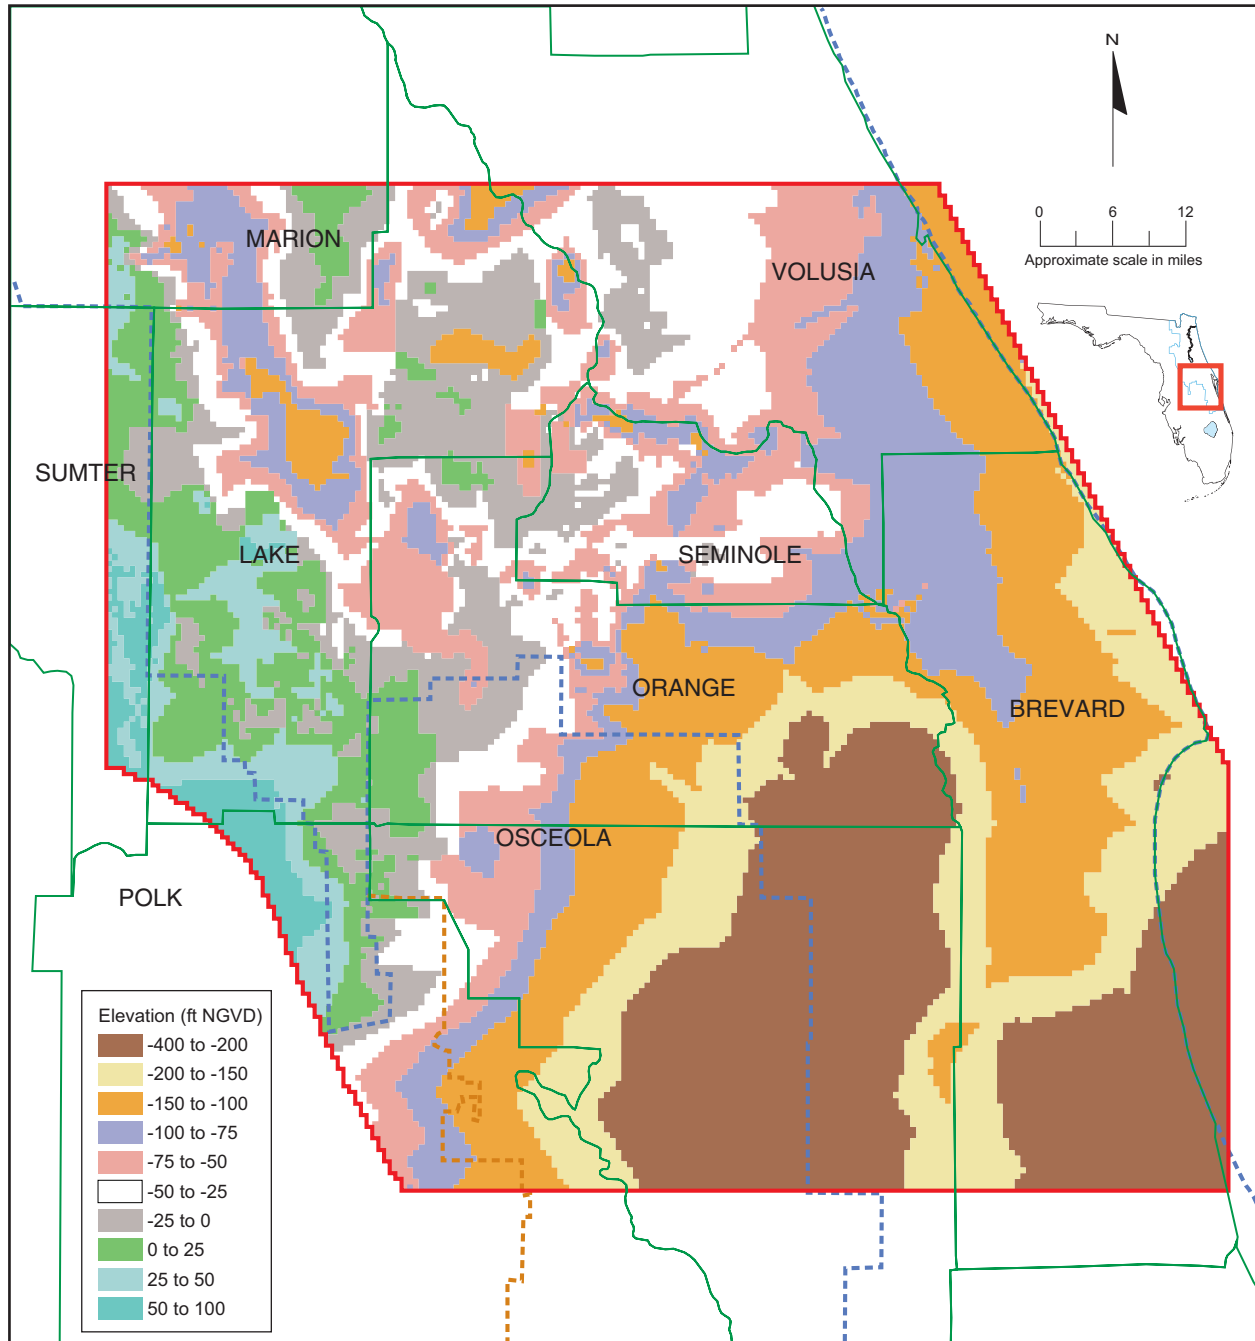 N
0 6 12
Approximate scale in miles
MARION
VOLUSIA
SUMTER
LAKE
SEMINOLE
ORANGE
BREVARD
OSCEOLA
POLK
Elevation (ft NGVD)
-400 to -200
-200 to -150
-150 to -100
-100 to -75
-75 to -50
-50 to -25
-25 to 0
0 to 25
25 to 50
50 to 100